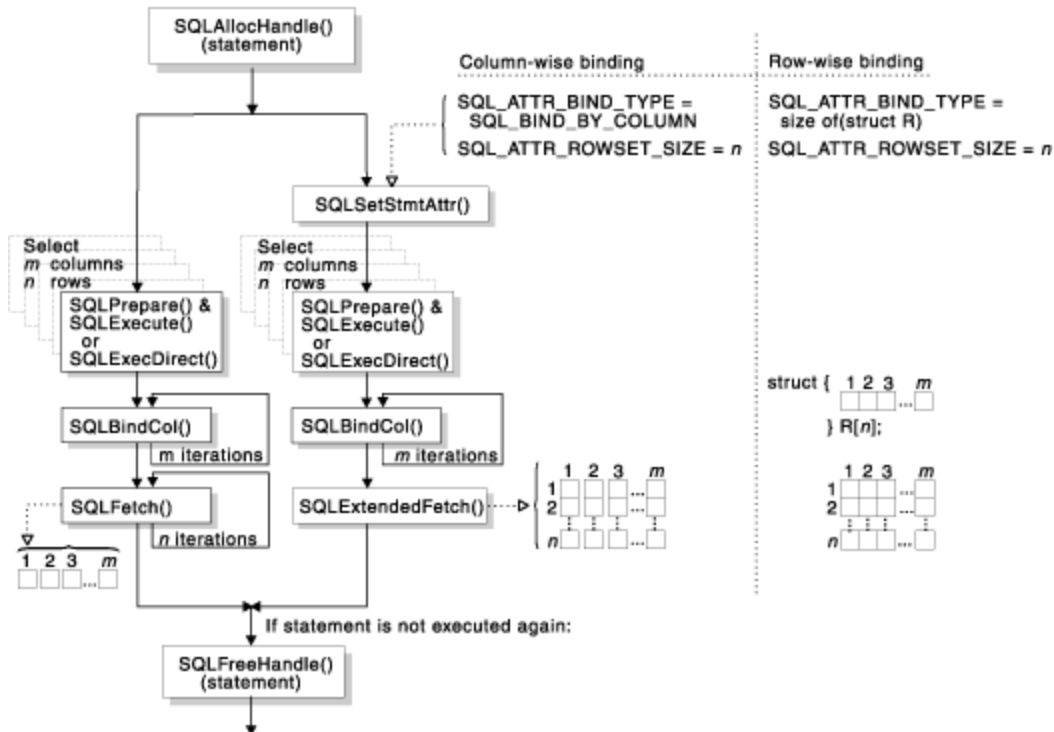 SQLAllocHandle()
(statement)
Column-wise binding
Row-wise binding
SQL_ATTR_BIND_TYPE =
SQL_BIND_BY_COLUMN
SQL_ATTR_ROWSET_SIZE = n
SQL_ATTR_BIND_TYPE =
size of(struct R)
SQL_ATTR_ROWSET_SIZE = n
SQLSetStmtAttr()
Select
m columns
n rows
SQLPrepare() &
SQLExecute()
or
SQLExecDirect()
Select
m columns
n rows
SQLPrepare() &
SQLExecute()
or
SQLExecDirect()
SQLBindCol()
m iterations
SQLBindCol()
m iterations
struct { 1 2 3 m
...
} R[n];
SQLFetch()
n iterations
1 2 3 m
...
SQLExtendedFetch()
1 2 3 m
1 ...
2 ...
n ...
1 2 3 m
1 ...
2 ...
n ...
If statement is not executed again:
SQLFreeHandle()
(statement)